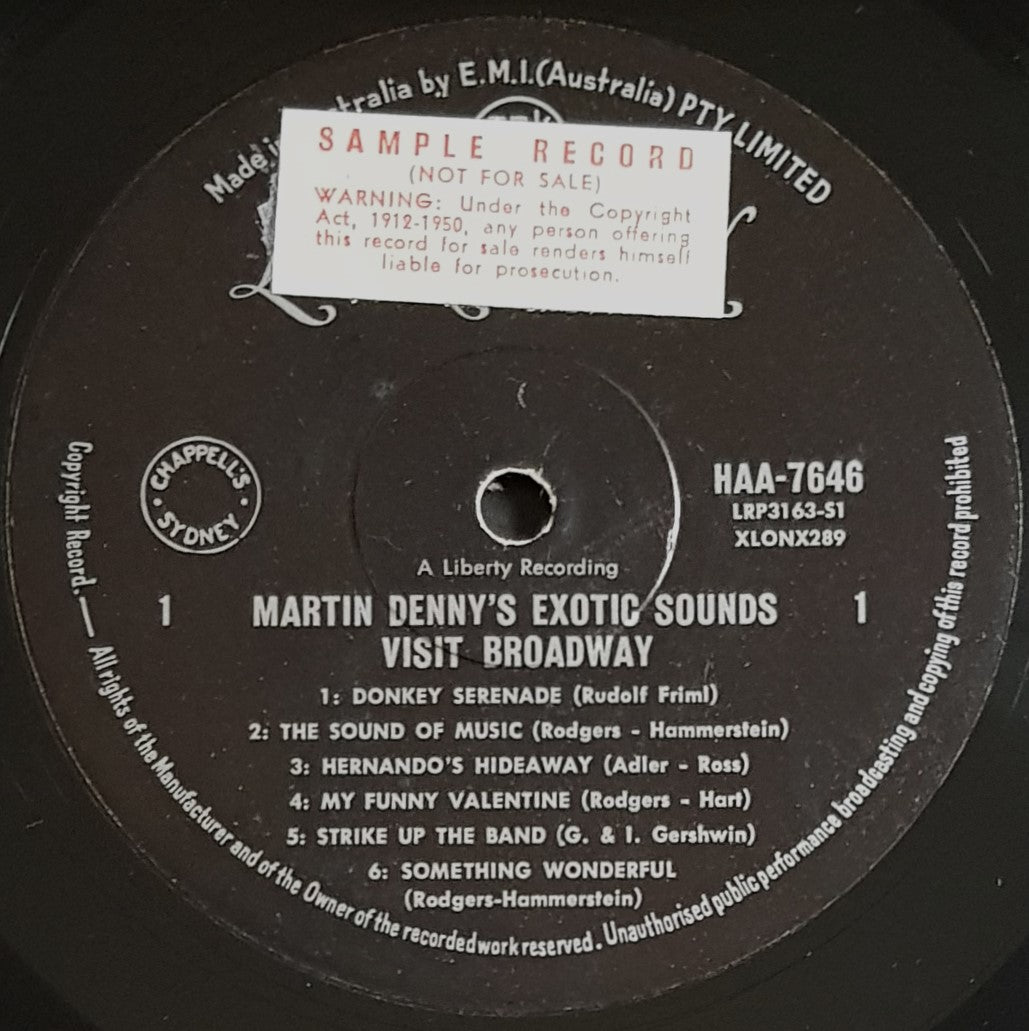 Made in Australia by E.M.I.(Australia) PTY. LIMITED
SAMPLE RECORD
(NOT FOR SALE)
WARNING: Under the Copyright
Act, 1912-1950, any person offering
this record for sale renders himself
liable for prosecution.
CHAPPELL'S
• SYDNEY •
HAA-7646
LRP3163-S1
XLONX289
A Liberty Recording
1 MARTIN DENNY'S EXOTIC SOUNDS 1
VISIT BROADWAY
1: DONKEY SERENADE (Rudolf Friml)
2: THE SOUND OF MUSIC (Rodgers - Hammerstein)
3: HERNANDO'S HIDEAWAY (Adler - Ross)
4: MY FUNNY VALENTINE (Rodgers - Hart)
5: STRIKE UP THE BAND (G. & I. Gershwin)
6: SOMETHING WONDERFUL
(Rodgers-Hammerstein)
Copyright Record. — All rights of the Manufacturer and of the Owner of the recorded work reserved. Unauthorised public performance broadcasting and copying of this record prohibited